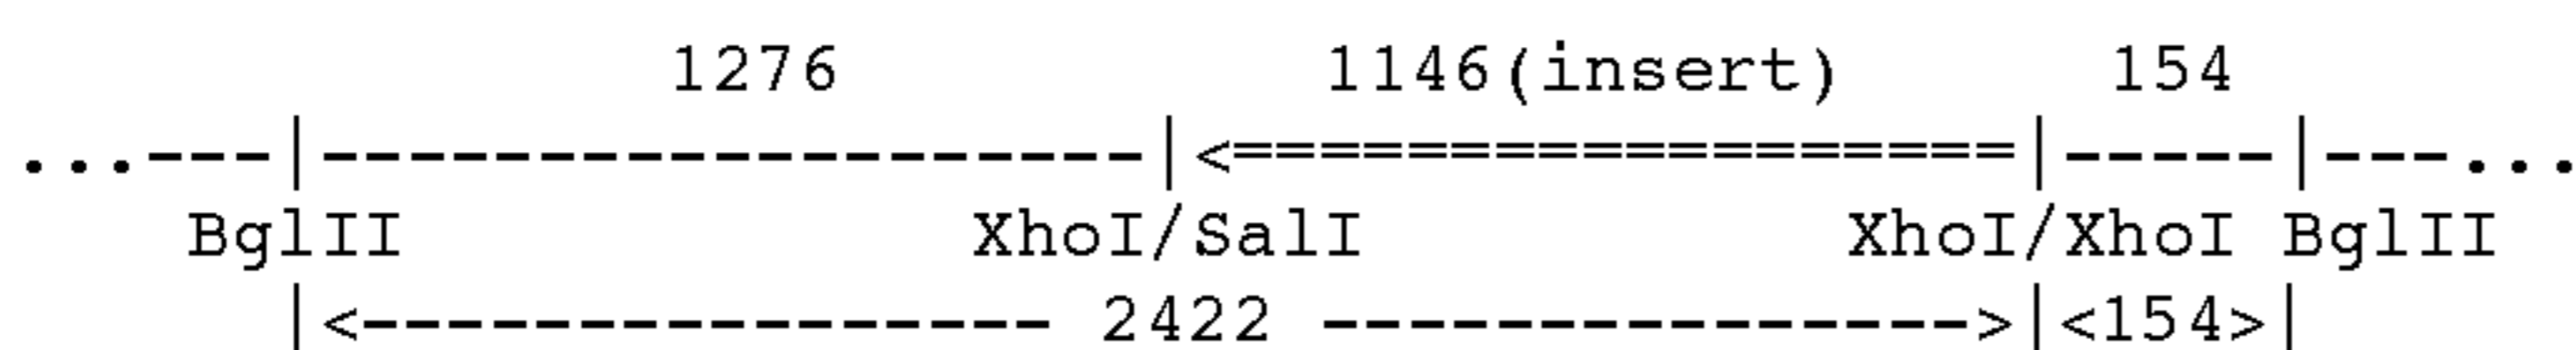 1276 1146(insert) 154
...---|-------------------|<==================|-----|---...
BglII XhoI/SalI XhoI/XhoI BglII
|<---------------- 2422 --------------->|<154>|